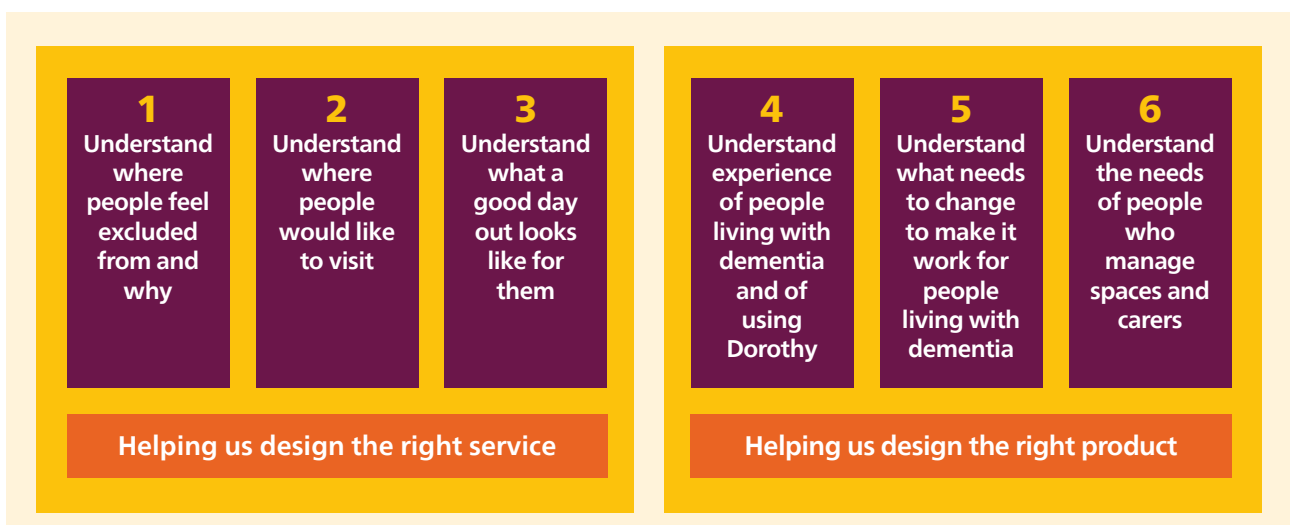 1
Understand
where
people feel
excluded
from and
why
2
Understand
where
people
would like
to visit
3
Understand
what a
good day
out looks
like for
them
Helping us design the right service
4
Understand
experience
of people
living with
dementia
and of
using
Dorothy
5
Understand
what needs
to change
to make it
work for
people
living with
dementia
6
Understand
the needs
of people
who
manage
spaces and
carers
Helping us design the right product